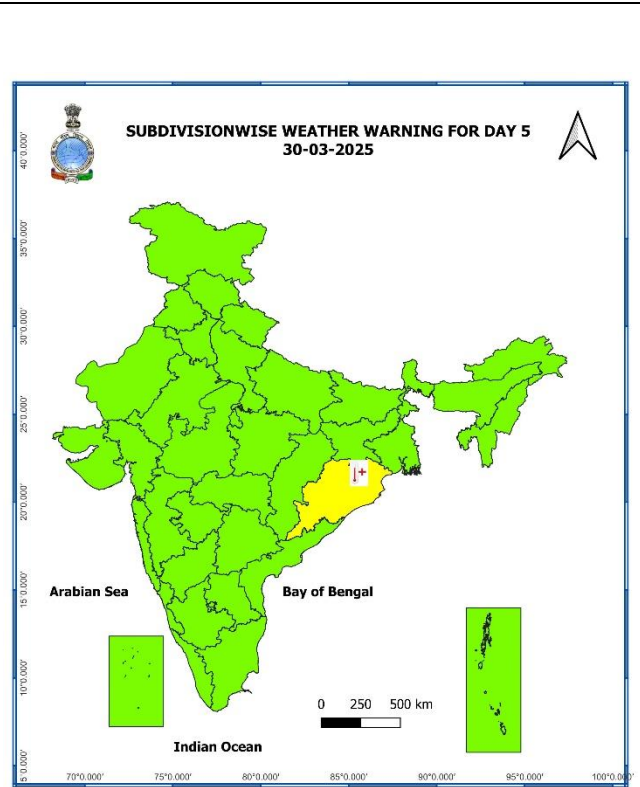 SUBDIVISIONWISE WEATHER WARNING FOR DAY 5
30-03-2025
40°0.000'
35°0.000'
30°0.000'
25°0.000'
20°0.000'
15°0.000'
10°0.000'
5°0.000'
Arabian Sea
Bay of Bengal
0 250 500 km
Indian Ocean
70°0.000' 75°0.000' 80°0.000' 85°0.000' 90°0.000' 95°0.000' 100°0.000'